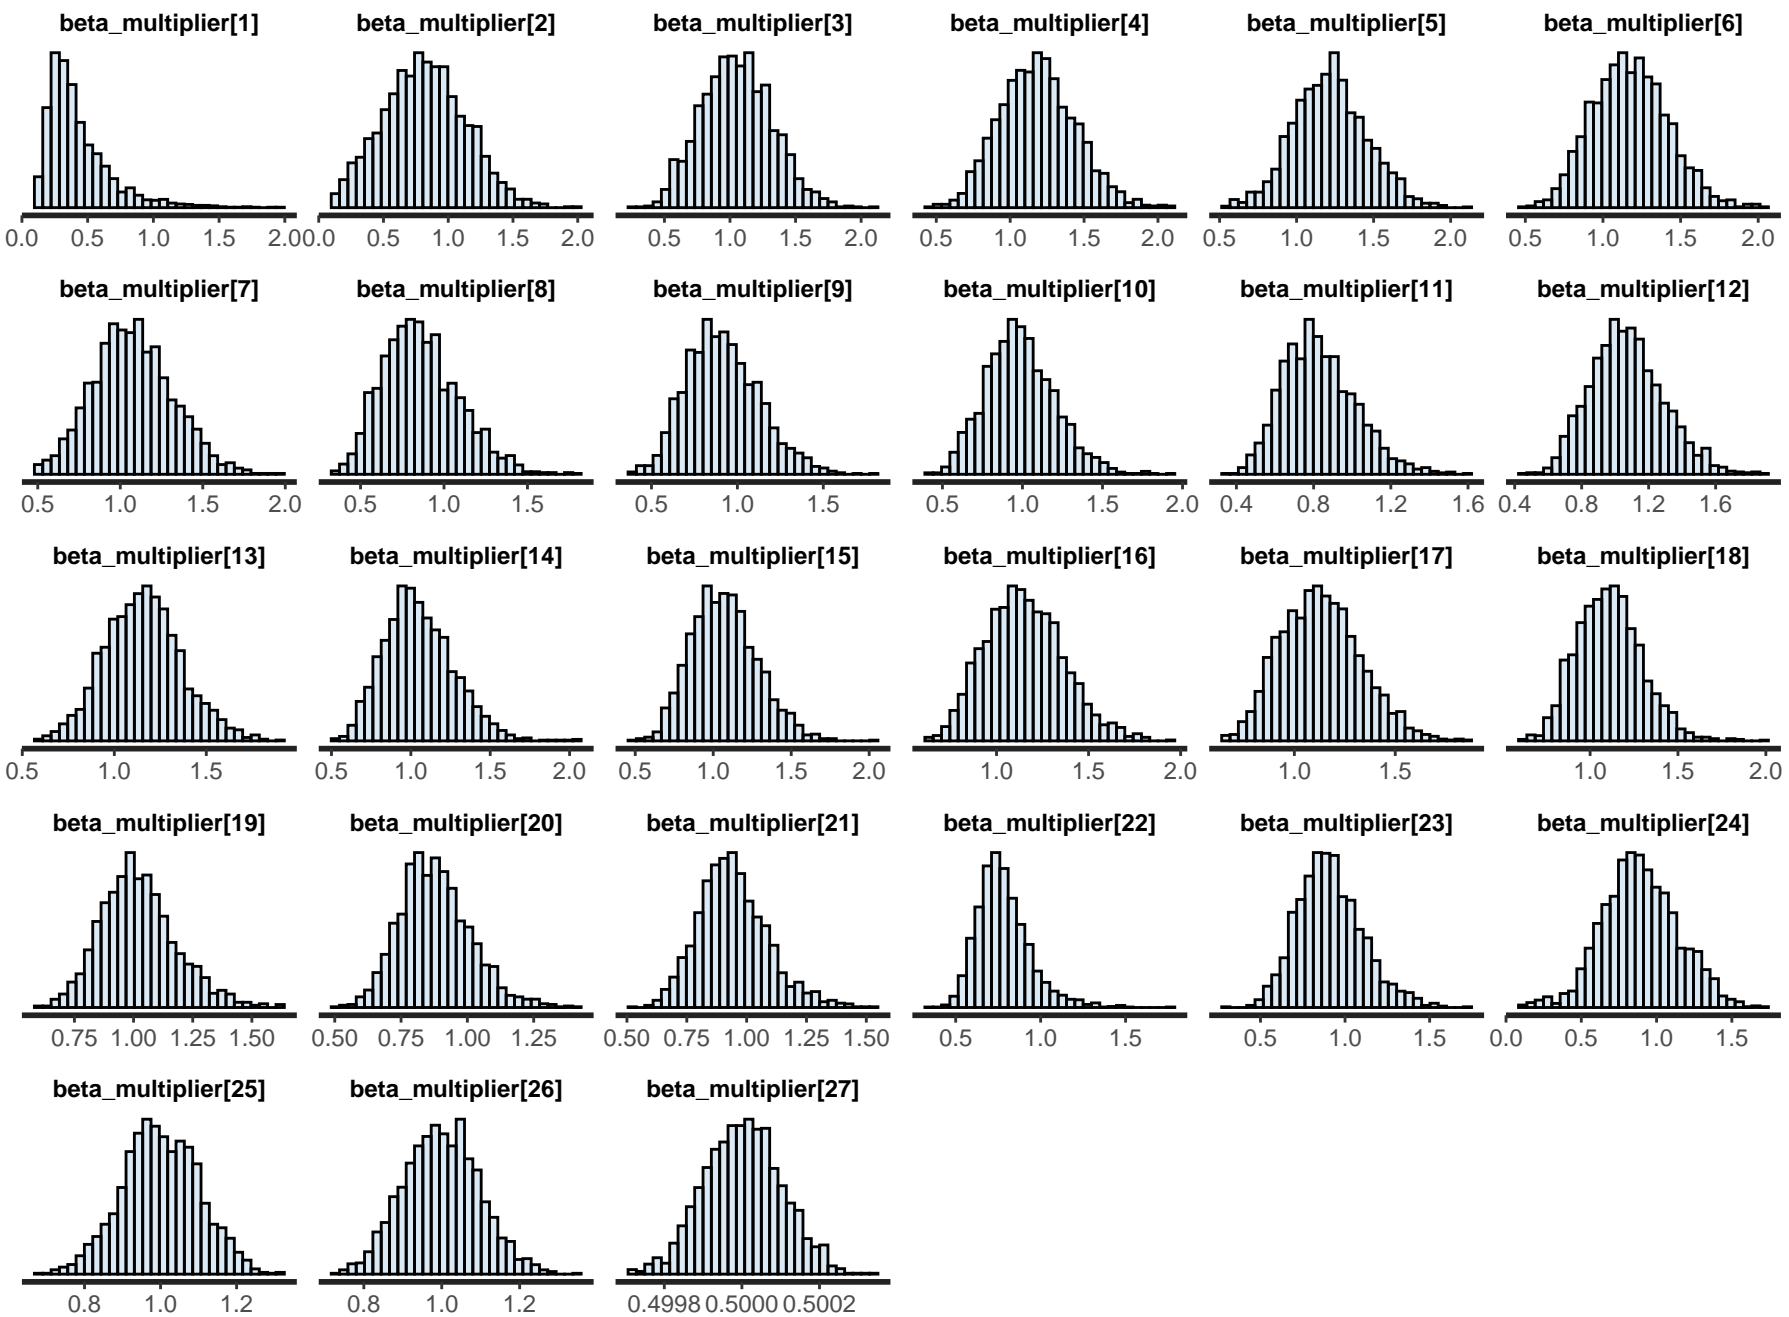 beta_multiplier[1] beta_multiplier[2] beta_multiplier[3] beta_multiplier[4] beta_multiplier[5] beta_multiplier[6]
0.0 0.5 1.0 1.5 2.0 0.0 0.5 1.0 1.5 2.0 0.5 1.0 1.5 2.0 0.5 1.0 1.5 2.0 0.5 1.0 1.5 2.0 0.5 1.0 1.5 2.0
beta_multiplier[7] beta_multiplier[8] beta_multiplier[9] beta_multiplier[10] beta_multiplier[11] beta_multiplier[12]
0.5 1.0 1.5 2.0 0.5 1.0 1.5 0.5 1.0 1.5 0.5 1.0 1.5 2.0 0.4 0.8 1.2 1.6 0.4 0.8 1.2 1.6
beta_multiplier[13] beta_multiplier[14] beta_multiplier[15] beta_multiplier[16] beta_multiplier[17] beta_multiplier[18]
0.5 1.0 1.5 0.5 1.0 1.5 2.0 0.5 1.0 1.5 2.0 1.0 1.5 2.0 1.0 1.5 1.0 1.5 2.0
beta_multiplier[19] beta_multiplier[20] beta_multiplier[21] beta_multiplier[22] beta_multiplier[23] beta_multiplier[24]
0.75 1.00 1.25 1.50 0.50 0.75 1.00 1.25 0.50 0.75 1.00 1.25 1.50 0.5 1.0 1.5 0.5 1.0 1.5 0.0 0.5 1.0 1.5
beta_multiplier[25] beta_multiplier[26] beta_multiplier[27]
0.8 1.0 1.2 0.8 1.0 1.2 0.4998 0.5000 0.5002